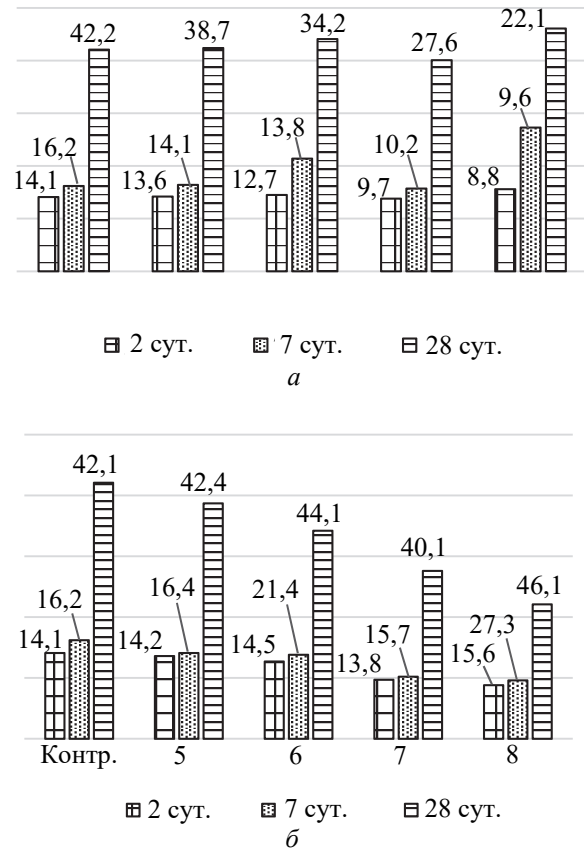 42,2 38,7 34,2 27,6 22,1
16,2 14,1 13,8 10,2 9,6
14,1 13,6 12,7 9,7 8,8
2 сут. 7 сут. 28 сут.
а
42,1 42,4 44,1 40,1 46,1
16,2 16,4 21,4 15,7 27,3
14,1 14,2 14,5 13,8 15,6
Контр. 5 6 7 8
2 сут. 7 сут. 28 сут.
б